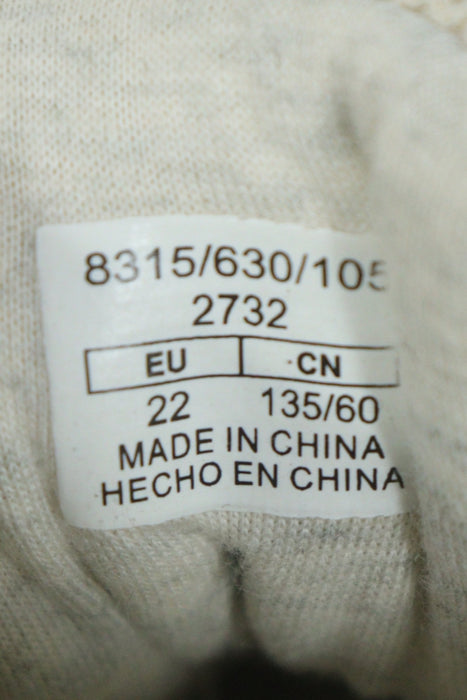 8315/630/105
2732
EU CN
22 135/60
MADE IN CHINA
HECHO EN CHINA